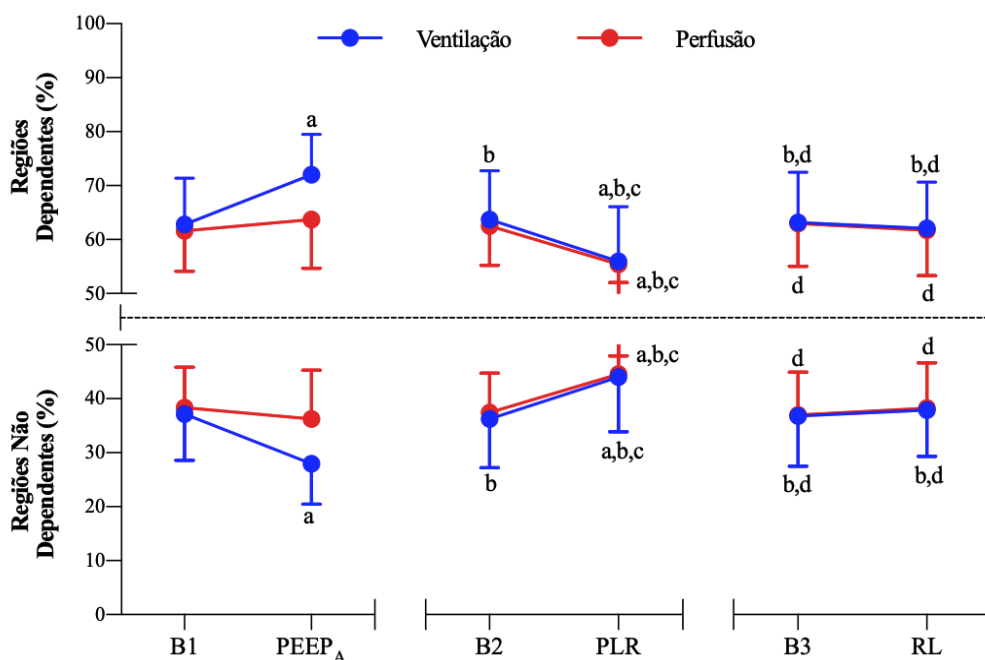 Ventilação Perfusão
Regiões
Dependentes (%)
100
90
80
70
60
50
a
b
a,b,c
b,d
b,d
a,b,c
d
d
Regiões Não
Dependentes (%)
50
40
30
20
10
0
a,b,c
d
d
a
b
a,b,c
b,d
b,d
B1 PEEPA B2 PLR B3 RL